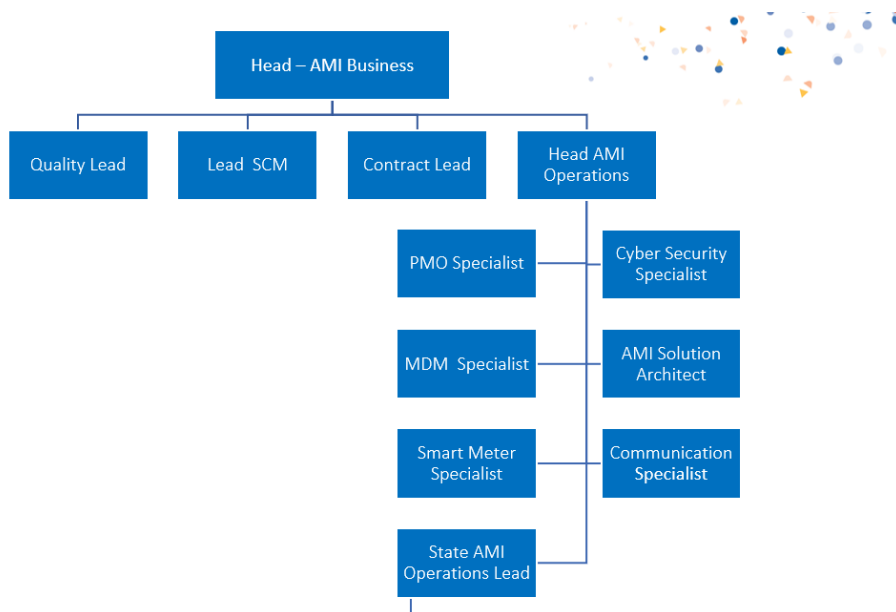 Head – AMI Business
Quality Lead
Lead SCM
Contract Lead
Head AMI
Operations
PMO Specialist
Cyber Security
Specialist
MDM Specialist
AMI Solution
Architect
Smart Meter
Specialist
Communication
Specialist
State AMI
Operations Lead